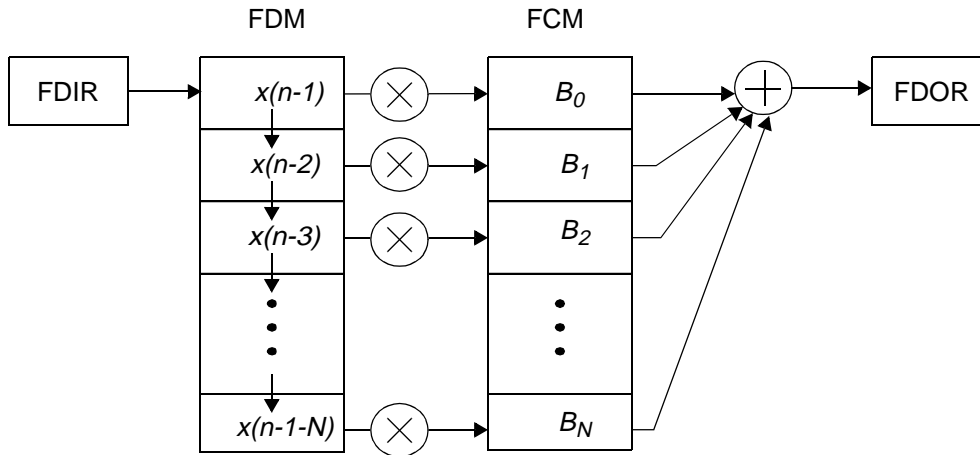 FDM FCM
FDIR x(n-1) B0 FDOR
x(n-2) B1
x(n-3) B2
x(n-1-N) BN